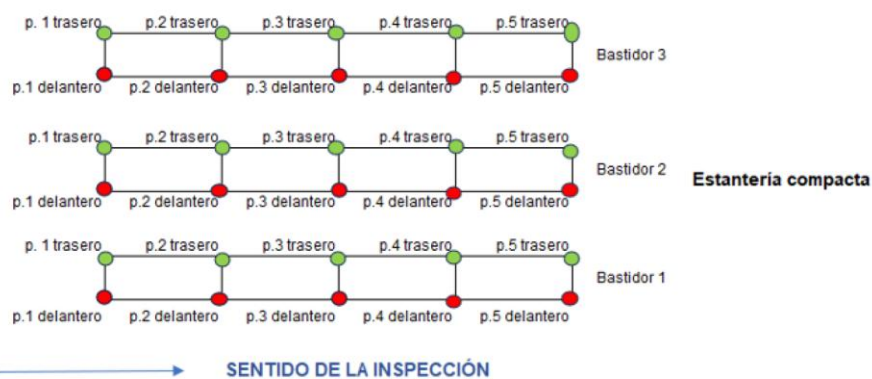 p. 1 trasero p.2 trasero p.3 trasero p.4 trasero p.5 trasero
Bastidor 3
p.1 delantero p.2 delantero p.3 delantero p.4 delantero p.5 delantero
p.1 trasero p.2 trasero p.3 trasero p.4 trasero p.5 trasero
Bastidor 2
Estantería compacta
p.1 delantero p.2 delantero p.3 delantero p.4 delantero p.5 delantero
p. 1 trasero p.2 trasero p.3 trasero p.4 trasero p.5 trasero
Bastidor 1
p.1 delantero p.2 delantero p.3 delantero p.4 delantero p.5 delantero
SENTIDO DE LA INSPECCIÓN